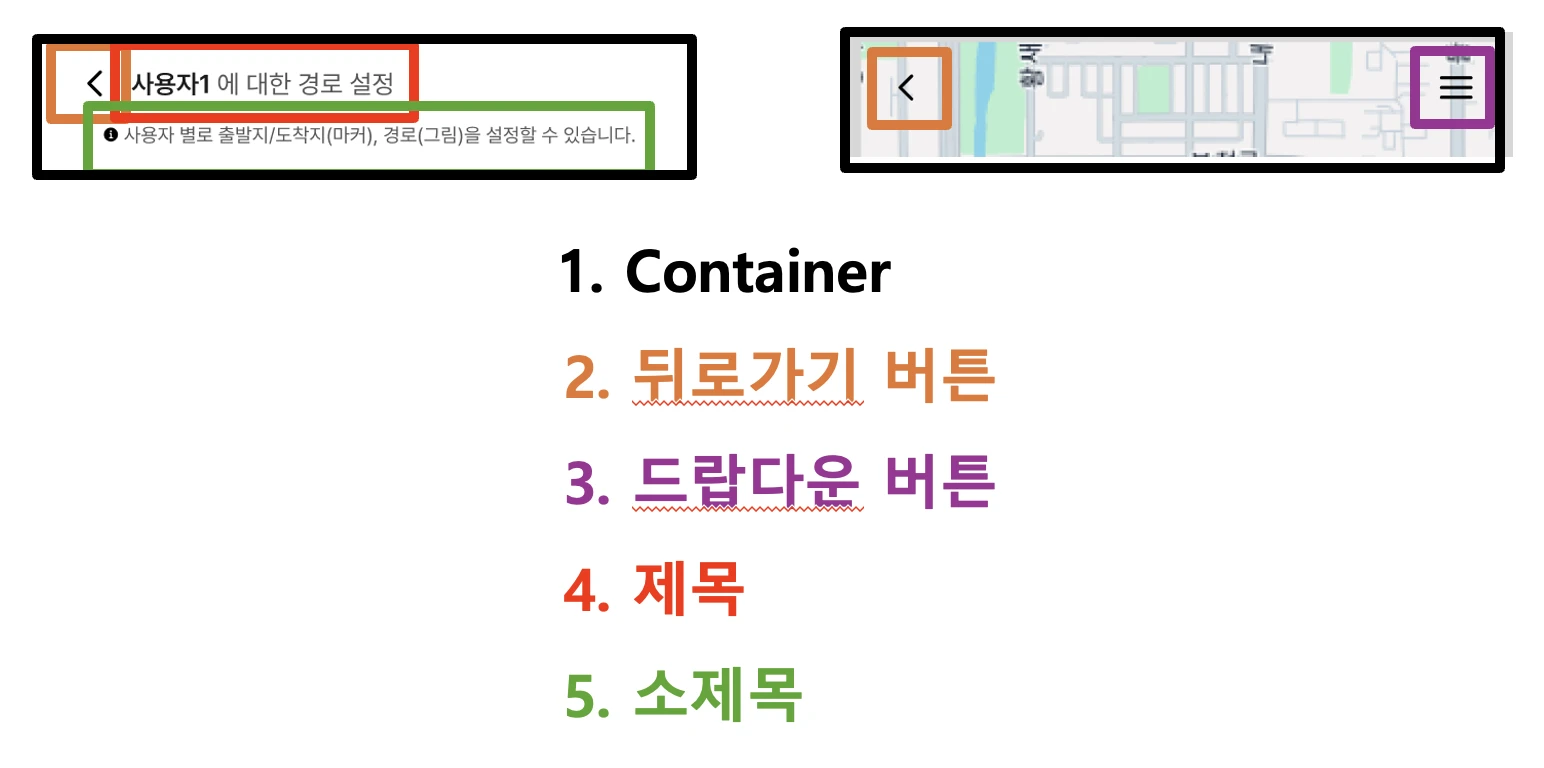 사용자1 에 대한 경로 설정
사용자 별로 출발지/도착지(마커), 경로(그림)을 설정할 수 있습니다.
1. Container
2. 뒤로가기 버튼
3. 드랍다운 버튼
4. 제목
5. 소제목